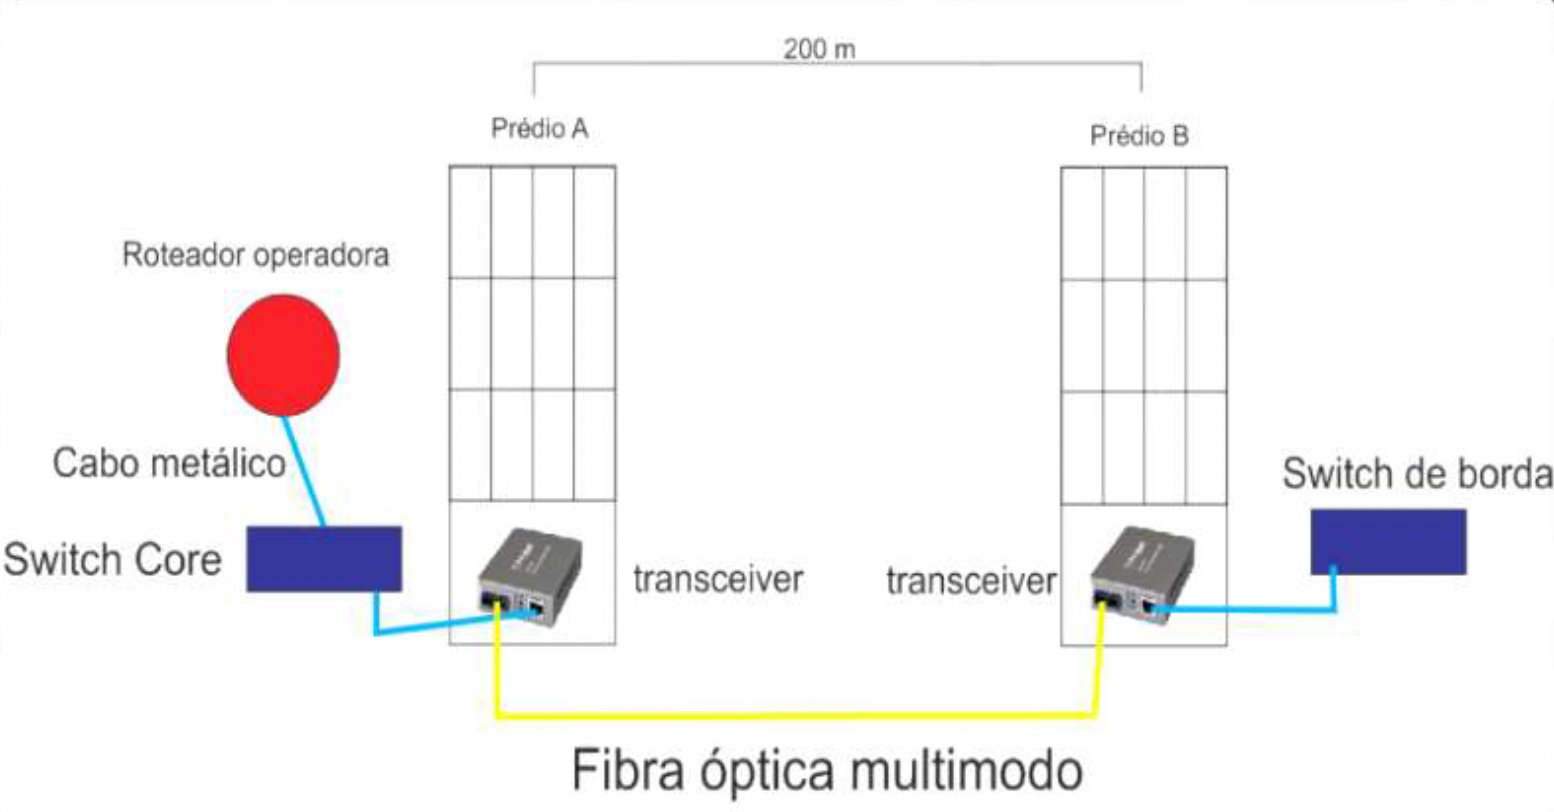 200 m
Prédio A
Prédio B
Roteador operadora
Cabo metálico
Switch de borda
Switch Core
transceiver
transceiver
Fibra óptica multimodo